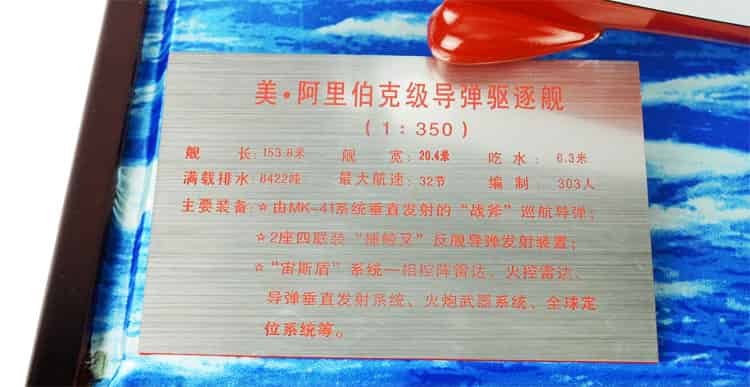 美·阿里伯克级导弹驱逐舰
(1:350)
舰 长: 153.8米 舰 宽: 20.4米 吃 水: 6.3米
满载排水: 8422吨 最大航速: 32节 编 制: 303人
主要装备: ☆由MK-41系统垂直发射的“战斧”巡航导弹;
☆2座四联装“捕鲸叉”反舰导弹发射装置;
☆“宙斯盾”系统—相控阵雷达、火控雷达、
导弹垂直发射系统、火炮武器系统、全球定
位系统等。